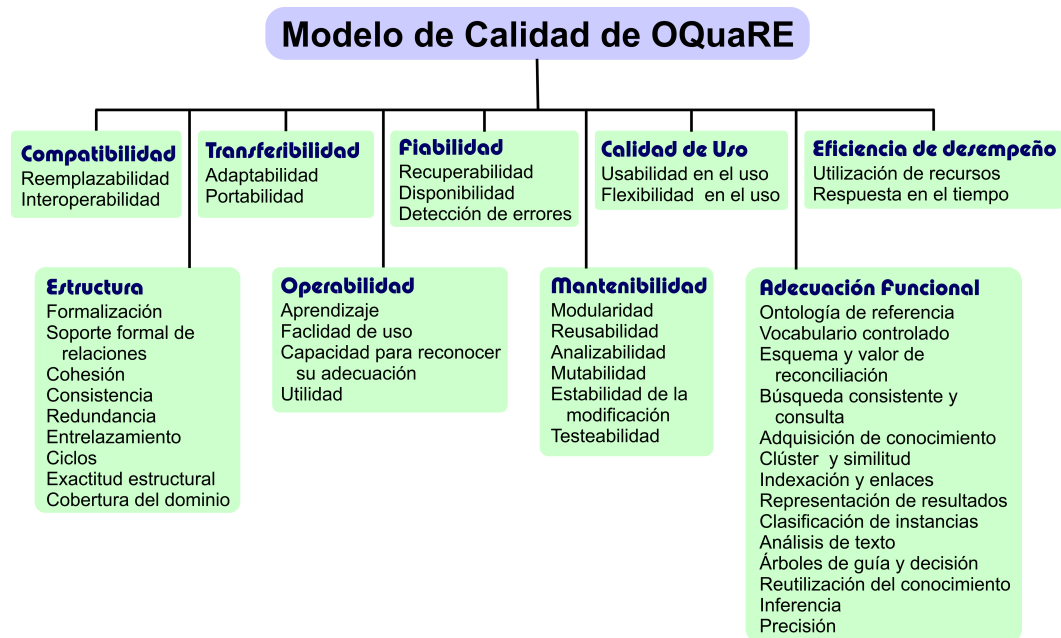 Modelo de Calidad de OQuaRE
Compatibilidad
Reemplazabilidad
Interoperabilidad
Transferibilidad
Adaptabilidad
Portabilidad
Fiabilidad
Recuperabilidad
Disponibilidad
Detección de errores
Calidad de Uso
Usabilidad en el uso
Flexibilidad en el uso
Eficiencia de desempeño
Utilización de recursos
Respuesta en el tiempo
Estructura
Formalización
Soporte formal de
relaciones
Cohesión
Consistencia
Redundancia
Entrelazamiento
Ciclos
Exactitud estructural
Cobertura del dominio
Operabilidad
Aprendizaje
Faclidad de uso
Capacidad para reconocer
su adecuación
Utilidad
Mantenibilidad
Modularidad
Reusabilidad
Analizabilidad
Mutabilidad
Estabilidad de la
modificación
Testeabilidad
Adecuación Funcional
Ontología de referencia
Vocabulario controlado
Esquema y valor de
reconciliación
Búsqueda consistente y
consulta
Adquisición de conocimiento
Clúster y similitud
Indexación y enlaces
Representación de resultados
Clasificación de instancias
Análisis de texto
Árboles de guía y decisión
Reutilización del conocimiento
Inferencia
Precisión